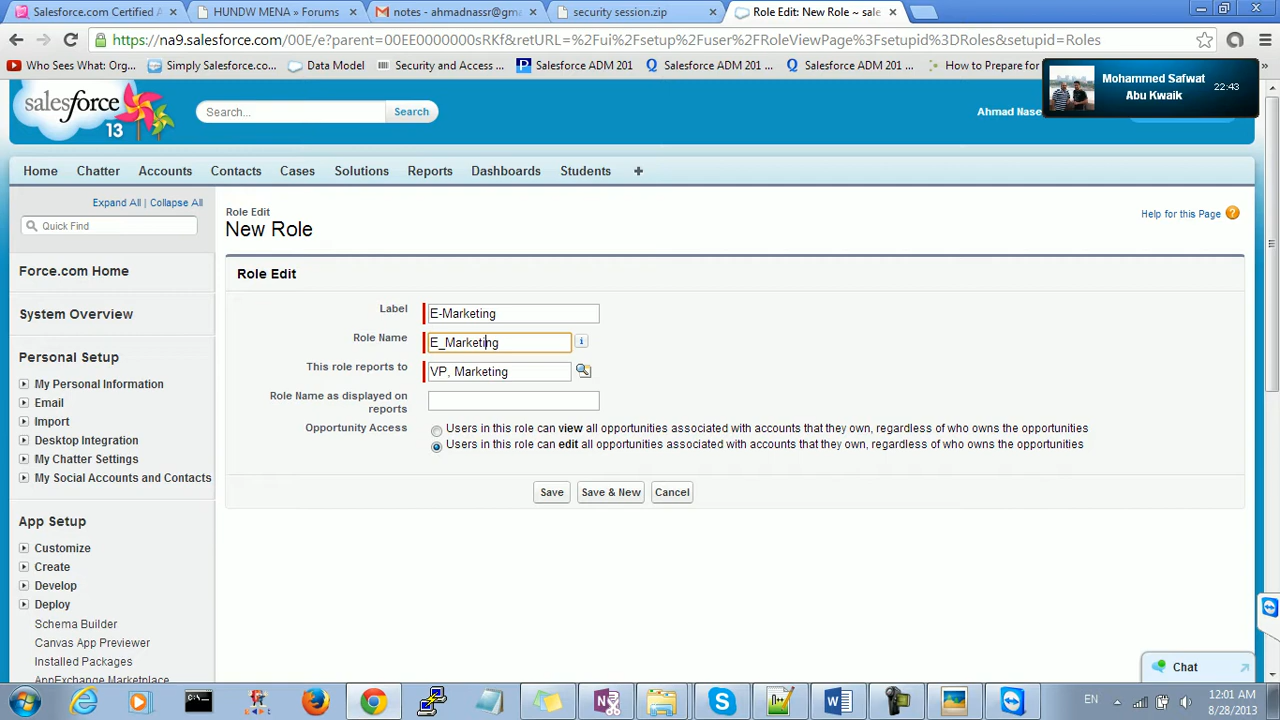 Salesforce.com Certified A
HUNDW MENA » Forums
notes - ahmadnassr@gma
security session.zip
Role Edit: New Role ~ sale
https://na9.salesforce.com/00E/e?parent=00EE0000000sRKf&retURL=%2Fui%2Fsetup%2Fuser%2FRoleViewPage%3Fsetupid%3DRoles&setupid=Roles
Who Sees What: Org...
Simply Salesforce.co...
Data Model
Security and Access ...
Salesforce ADM 201
Salesforce ADM 201 ...
Salesforce ADM 201 ...
How to Prepare for
»
Mohammed Safwat
Abu Kwaik
22:43
salesforce
13
Search...
Search
Ahmad Nase
Home
Chatter
Accounts
Contacts
Cases
Solutions
Reports
Dashboards
Students
+
Expand All | Collapse All
Quick Find
Force.com Home
System Overview
Personal Setup
My Personal Information
Email
Import
Desktop Integration
My Chatter Settings
My Social Accounts and Contacts
App Setup
Customize
Create
Develop
Deploy
Schema Builder
Canvas App Previewer
Installed Packages
AppExchange Marketplace
Role Edit
New Role
Help for this Page ?
Role Edit
Label
E-Marketing
Role Name
E_Marketing
i
This role reports to
VP, Marketing
Role Name as displayed on
reports
Opportunity Access
Users in this role can view all opportunities associated with accounts that they own, regardless of who owns the opportunities
Users in this role can edit all opportunities associated with accounts that they own, regardless of who owns the opportunities
Save
Save & New
Cancel
Chat
EN
12:01 AM
8/28/2013